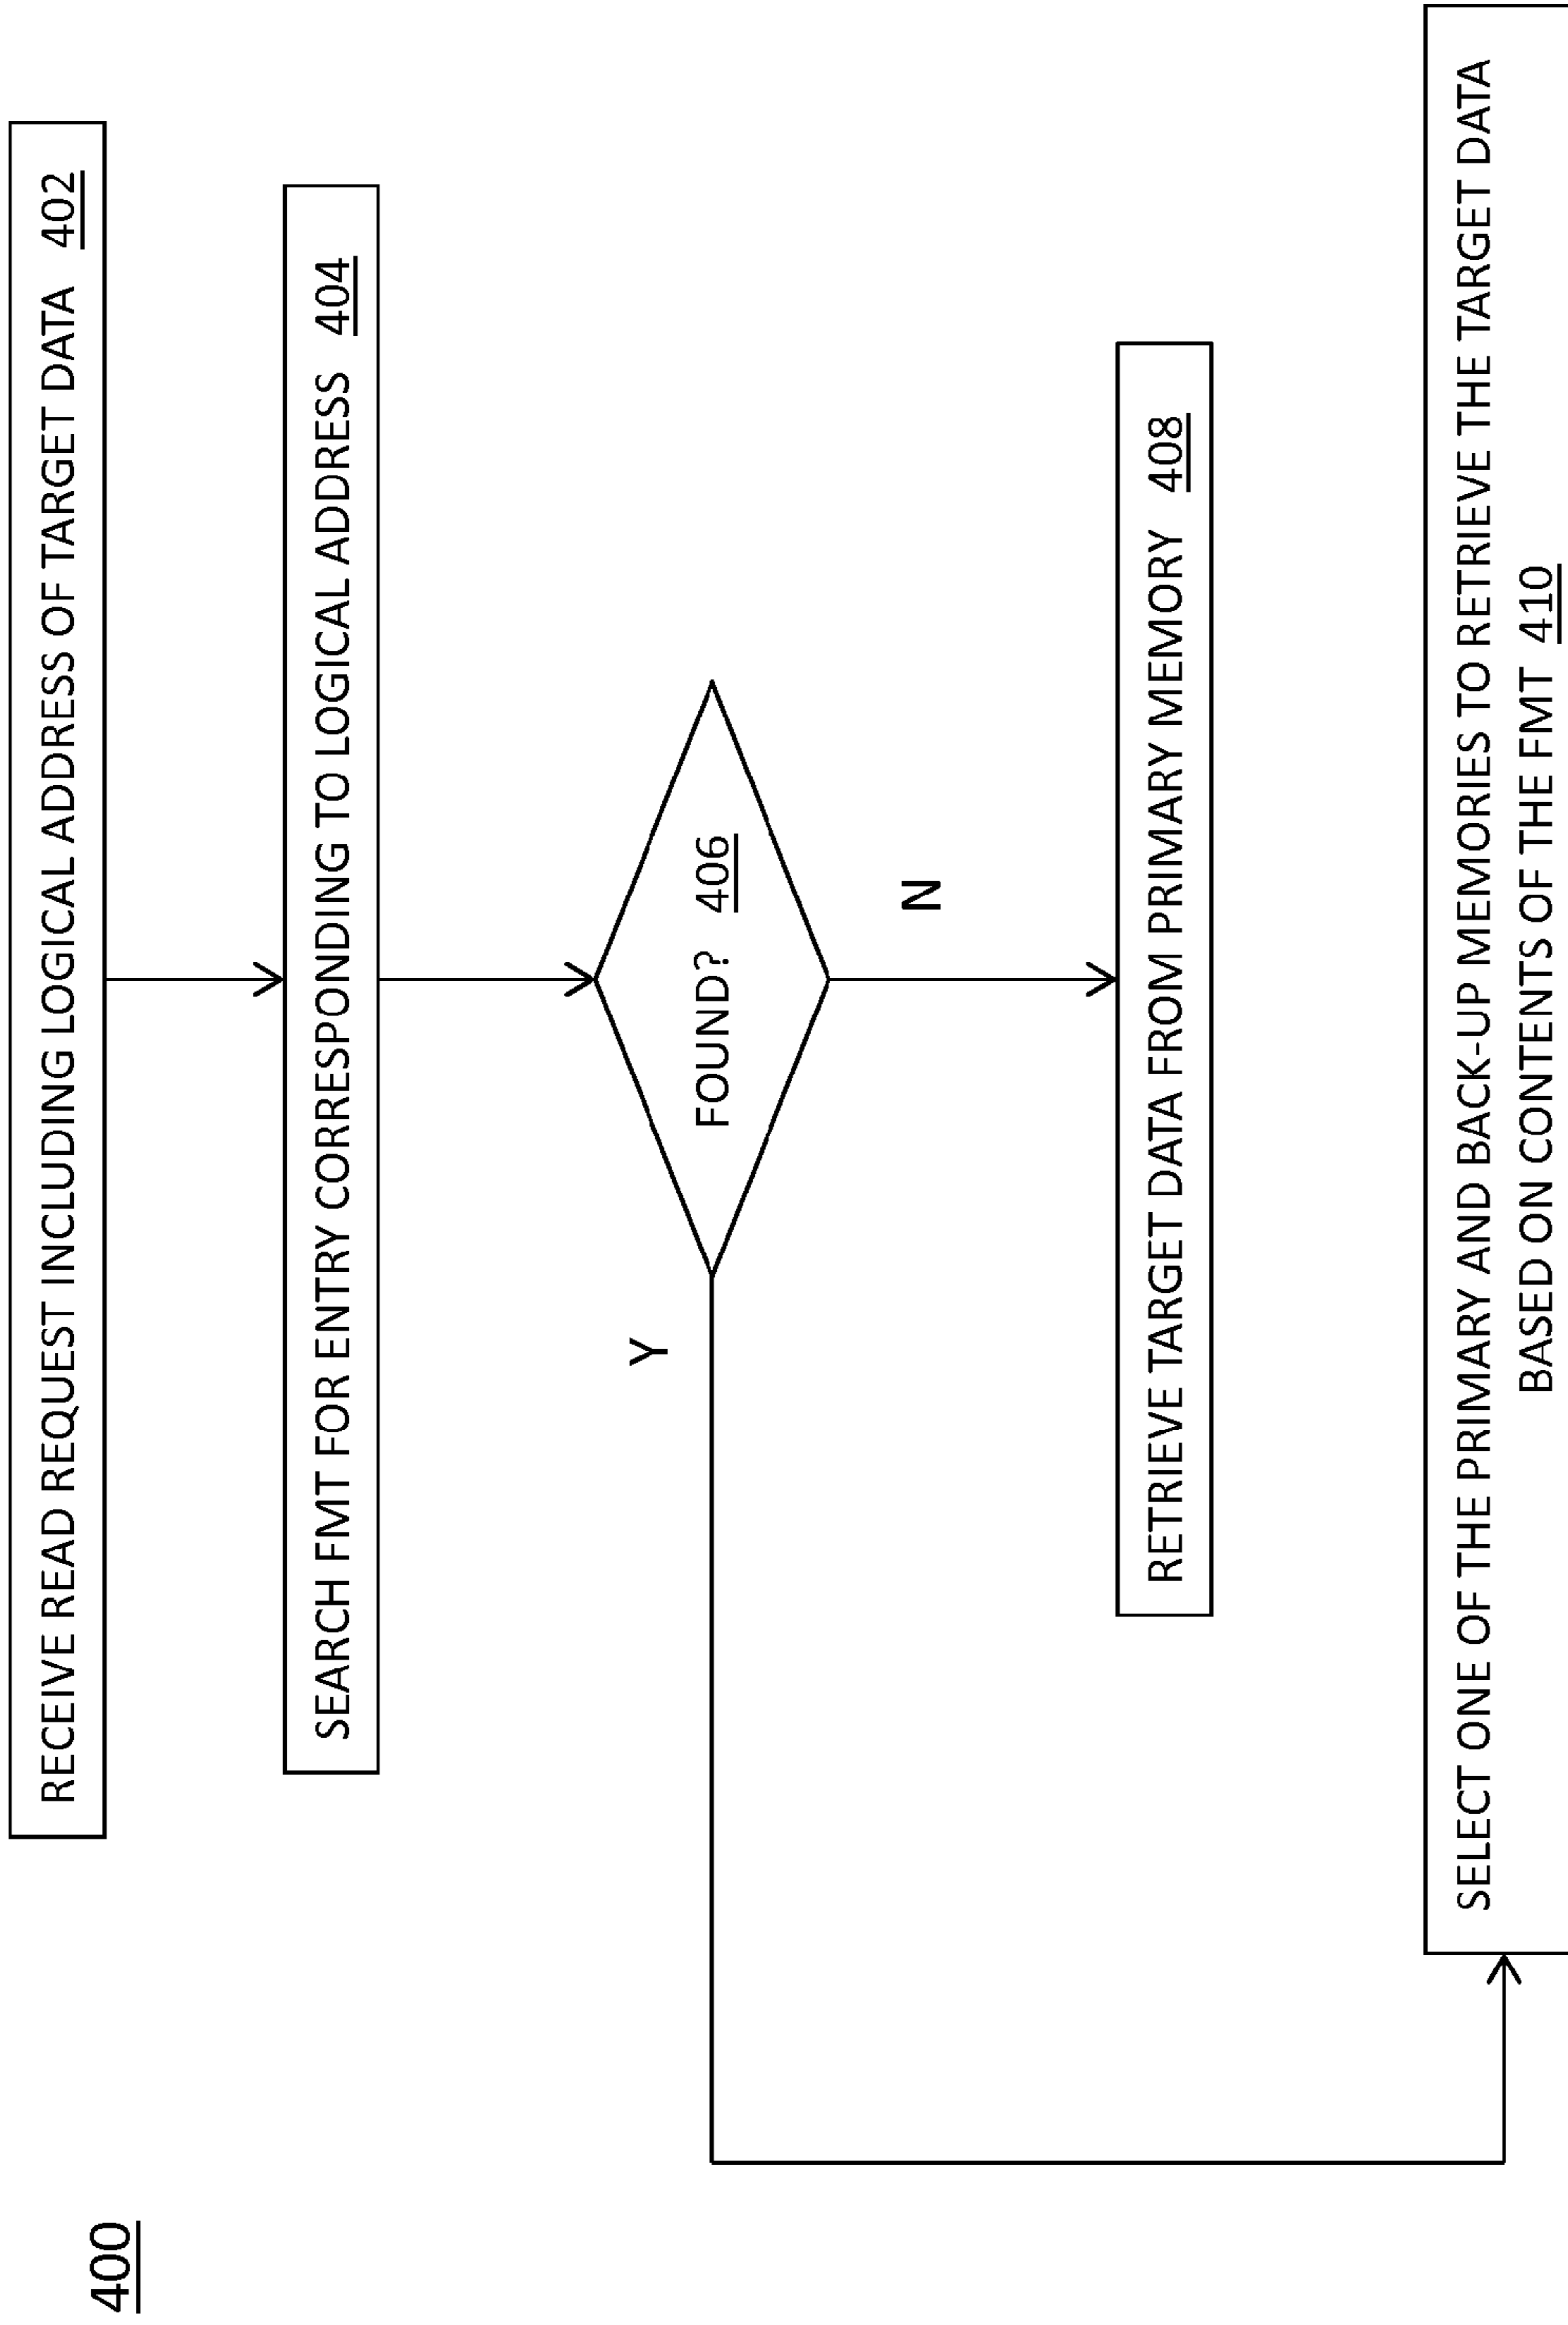 400
RECEIVE READ REQUEST INCLUDING LOGICAL ADDRESS OF TARGET DATA 402
SEARCH FMT FOR ENTRY CORRESPONDING TO LOGICAL ADDRESS 404
FOUND? 406
Y
N
RETRIEVE TARGET DATA FROM PRIMARY MEMORY 408
SELECT ONE OF THE PRIMARY AND BACK-UP MEMORIES TO RETRIEVE THE TARGET DATA
BASED ON CONTENTS OF THE FMT 410